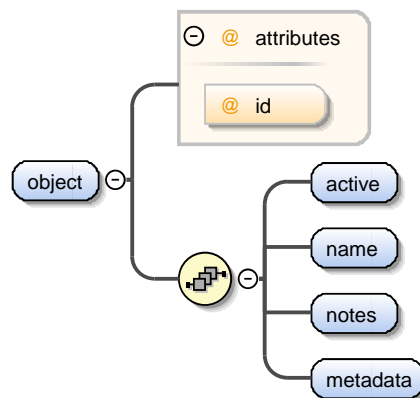 @ attributes
@ id
object
active
name
notes
metadata